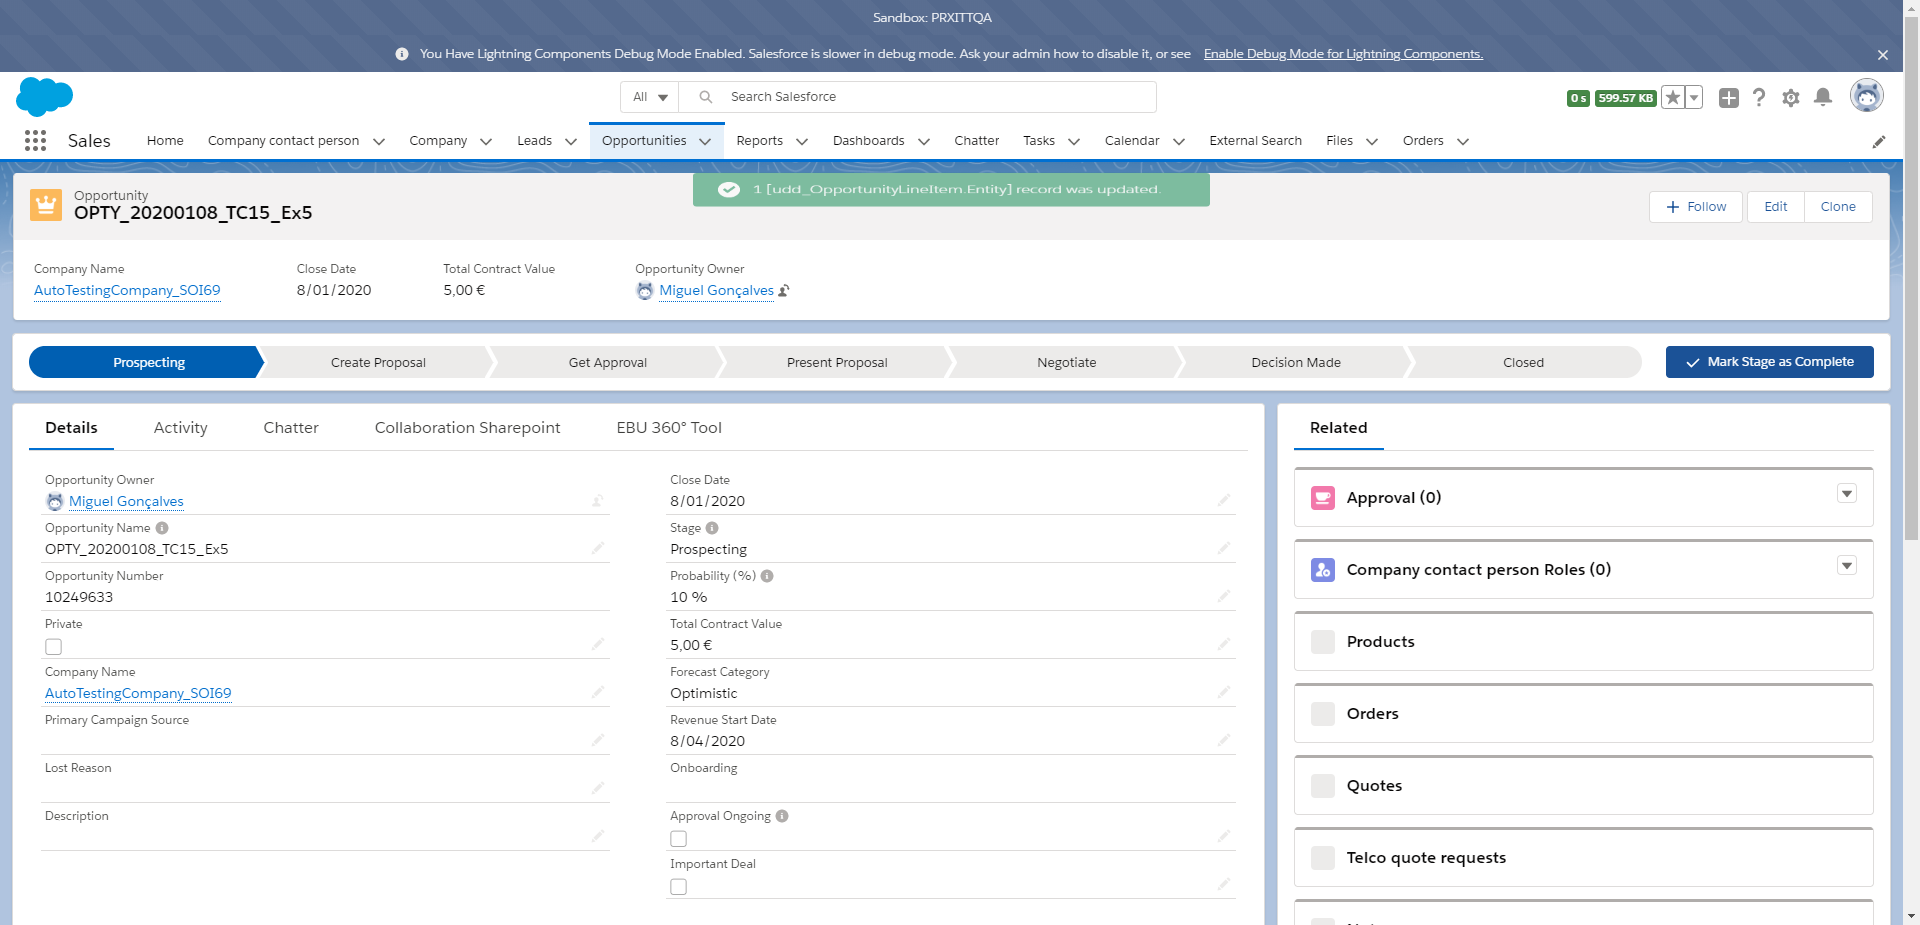 Sandbox: PRXITTQA
You Have Lightning Components Debug Mode Enabled. Salesforce is slower in debug mode. Ask your admin how to disable it, or see Enable Debug Mode for Lightning Components.
All
Search Salesforce
0 s
599.57 KB
Sales
Home
Company contact person
Company
Leads
Opportunities
Reports
Dashboards
Chatter
Tasks
Calendar
External Search
Files
Orders
1 [udd_OpportunityLineItem.Entity] record was updated.
Opportunity
OPTY_20200108_TC15_Ex5
Follow
Edit
Clone
Company Name
AutoTestingCompany_SOI69
Close Date
8/01/2020
Total Contract Value
5,00 €
Opportunity Owner
Miguel Gonçalves
Prospecting
Create Proposal
Get Approval
Present Proposal
Negotiate
Decision Made
Closed
Mark Stage as Complete
Details
Activity
Chatter
Collaboration Sharepoint
EBU 360° Tool
Opportunity Owner
Miguel Gonçalves
Opportunity Name
OPTY_20200108_TC15_Ex5
Opportunity Number
10249633
Private
Company Name
AutoTestingCompany_SOI69
Primary Campaign Source
Lost Reason
Description
Close Date
8/01/2020
Stage
Prospecting
Probability (%)
10 %
Total Contract Value
5,00 €
Forecast Category
Optimistic
Revenue Start Date
8/04/2020
Onboarding
Approval Ongoing
Important Deal
Related
Approval (0)
Company contact person Roles (0)
Products
Orders
Quotes
Telco quote requests